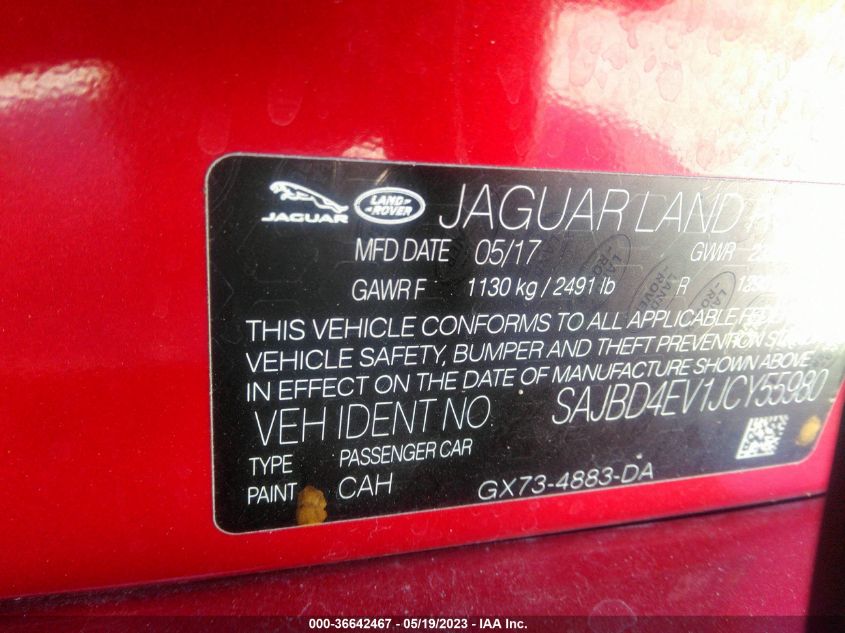 JAGUAR LAND ROVER JAGUAR LAND
MFD DATE 05/17 GVWR
GAWR F 1130 kg / 2491 lb R
THIS VEHICLE CONFORMS TO ALL APPLICABLE
VEHICLE SAFETY, BUMPER AND THEFT PREVENTION
IN EFFECT ON THE DATE OF MANUFACTURE SHOWN ABOVE
VEH IDENT NO SAJBD4EV1JCY55980
TYPE PASSENGER CAR
PAINT CAH GX73-4883-DA
000-36642467 - 05/19/2023 - IAA Inc.